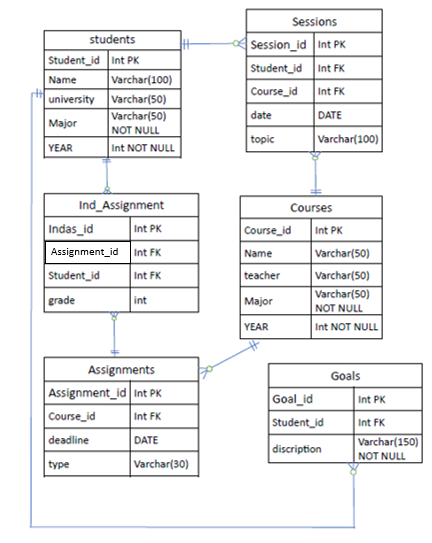 students
Student_id Int PK
Name Varchar(100)
university Varchar(50)
Major Varchar(50)
NOT NULL
YEAR Int NOT NULL
Sessions
Session_id Int PK
Student_id Int FK
Course_id Int FK
date DATE
topic Varchar(100)
Ind_Assignment
Indas_id Int PK
Assignment_id Int FK
Student_id Int FK
grade int
Courses
Course_id Int PK
Name Varchar(50)
teacher Varchar(50)
Major Varchar(50)
NOT NULL
YEAR Int NOT NULL
Assignments
Assignment_id Int PK
Course_id Int FK
deadline DATE
type Varchar(30)
Goals
Goal_id Int PK
Student_id Int FK
discription Varchar(150)
NOT NULL